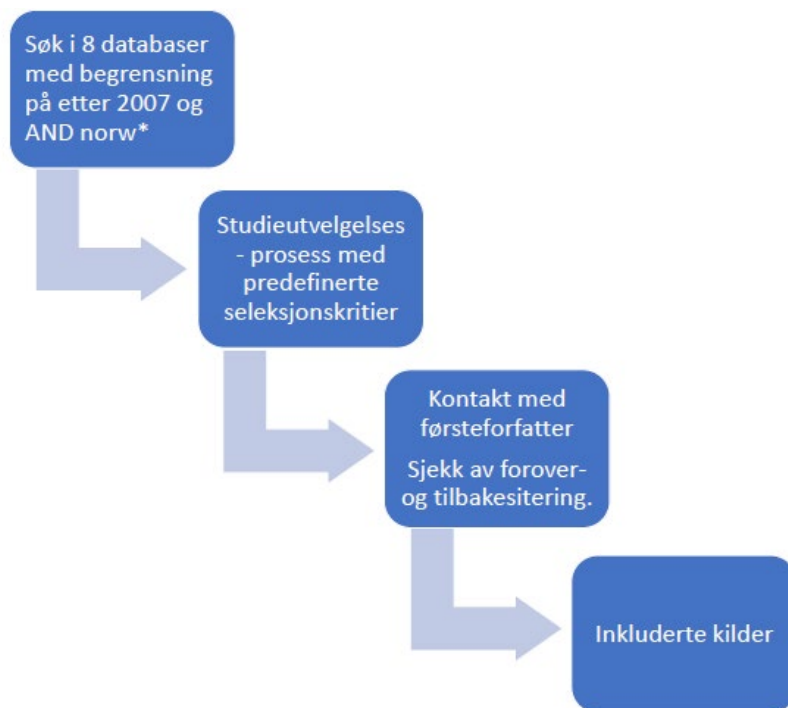 Søk i 8 databaser
med begrensning
på etter 2007 og
AND norw*
Studieutvelgelses
- prosess med
predefinerte
seleksjonskritier
Kontakt med
førsteforfatter
Sjekk av forover-
og tilbakesitering.
Inkluderte kilder